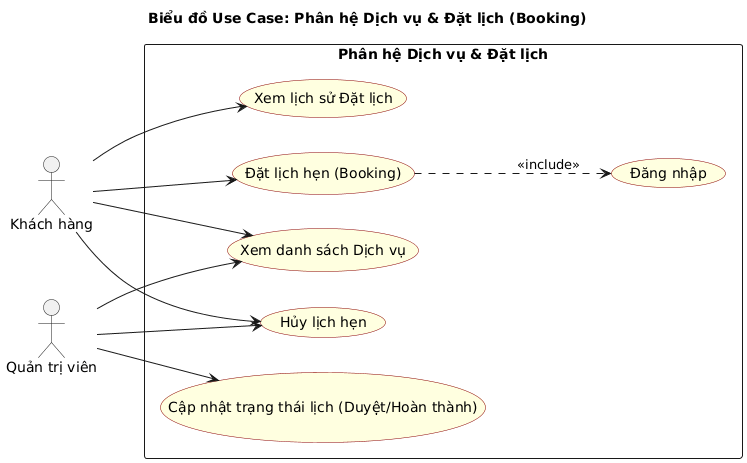 Biểu đồ Use Case: Phân hệ Dịch vụ & Đặt lịch (Booking)
Phân hệ Dịch vụ & Đặt lịch
Xem lịch sử Đặt lịch
Đặt lịch hẹn (Booking)
«include»
Đăng nhập
Khách hàng
Xem danh sách Dịch vụ
Hủy lịch hẹn
Quản trị viên
Cập nhật trạng thái lịch (Duyệt/Hoàn thành)